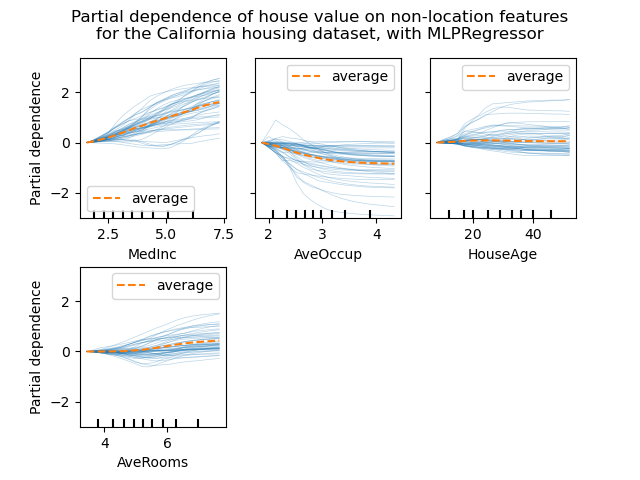 Partial dependence of house value on non-location features
for the California housing dataset, with MLPRegressor
Partial dependence
2
0
−2
average
2.5
5.0
7.5
MedInc
average
2
3
4
AveOccup
average
20
40
HouseAge
Partial dependence
2
0
−2
average
4
6
AveRooms